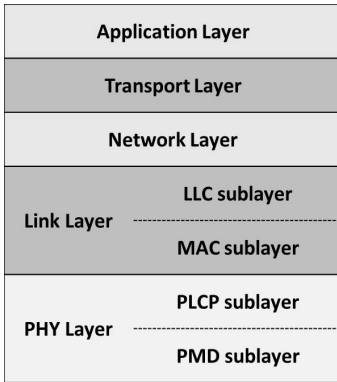 Application Layer
Transport Layer
Network Layer
LLC sublayer
Link Layer
MAC sublayer
PLCP sublayer
PHY Layer
PMD sublayer